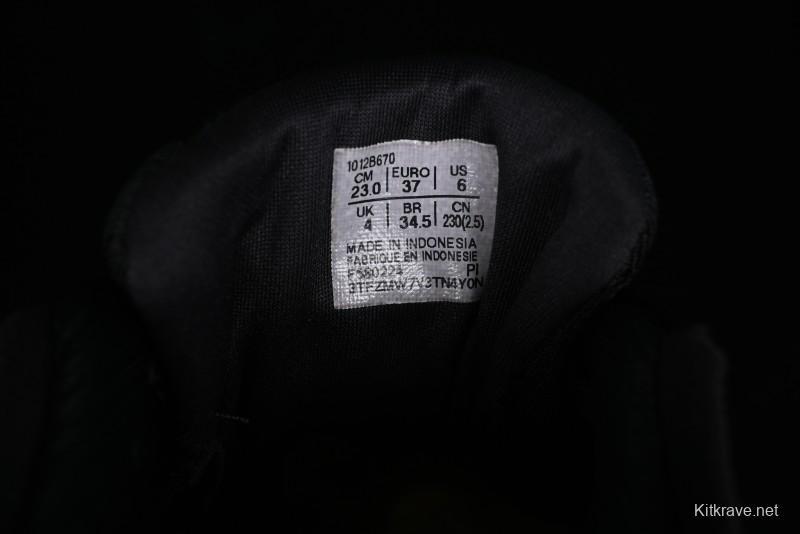 1012B670
CM EURO US
23.0 37 6
UK BR CN
4 34.5 230(2.5)
MADE IN INDONESIA
FABRIQUE EN INDONESIE
PI
Kitkrave.net